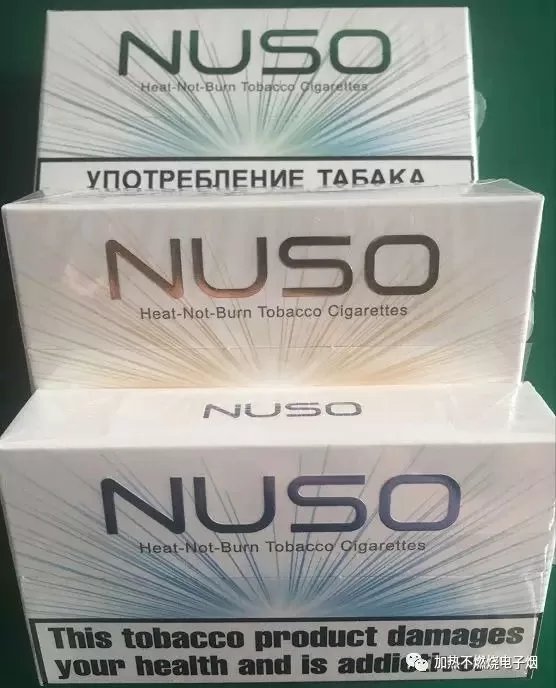 NUSO
Heat-Not-Burn Tobacco Cigarettes
УПОТРЕБЛЕНИЕ ТАБАКА
NUSO
Heat-Not-Burn Tobacco Cigarettes
NUSO
NUSO
Heat-Not-Burn Tobacco Cigarettes
This tobacco product damages
your health and is addictive
加热不燃烧电子烟